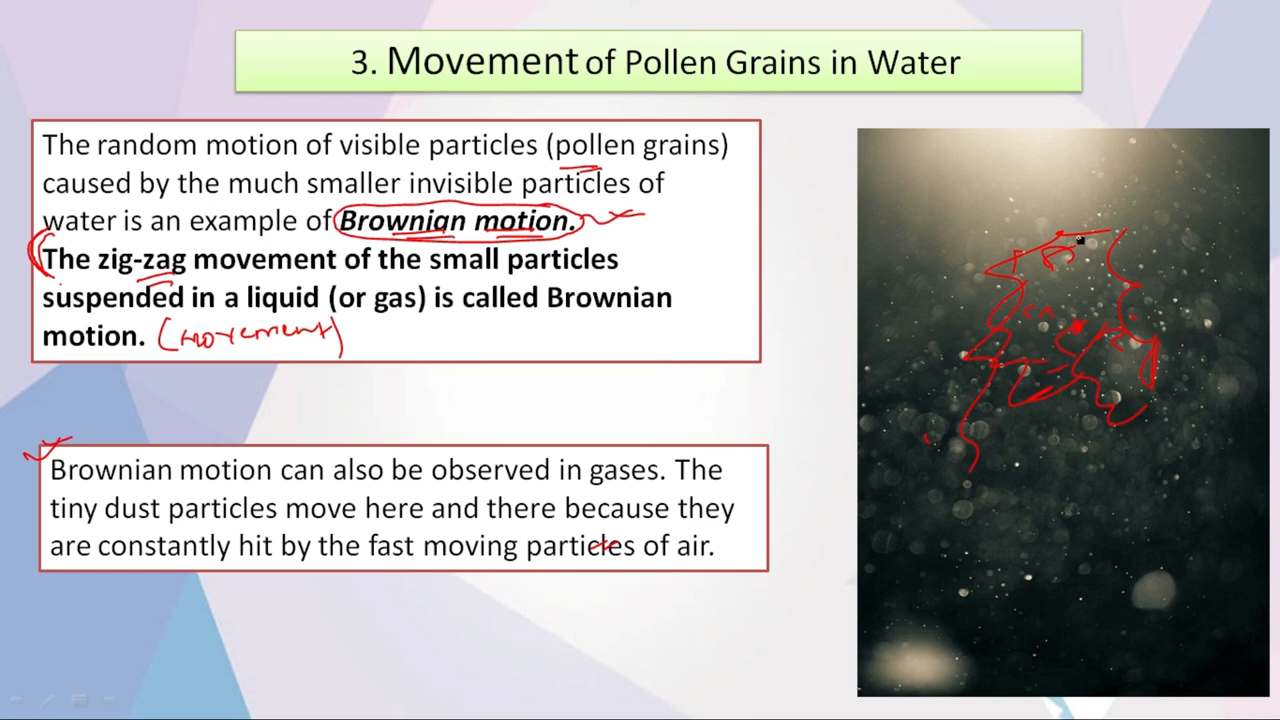 3. Movement of Pollen Grains in Water
The random motion of visible particles (pollen grains)
caused by the much smaller invisible particles of
water is an example of Brownian motion.
The zig-zag movement of the small particles
suspended in a liquid (or gas) is called Brownian
motion. (Movement)
Brownian motion can also be observed in gases. The
tiny dust particles move here and there because they
are constantly hit by the fast moving particles of air.